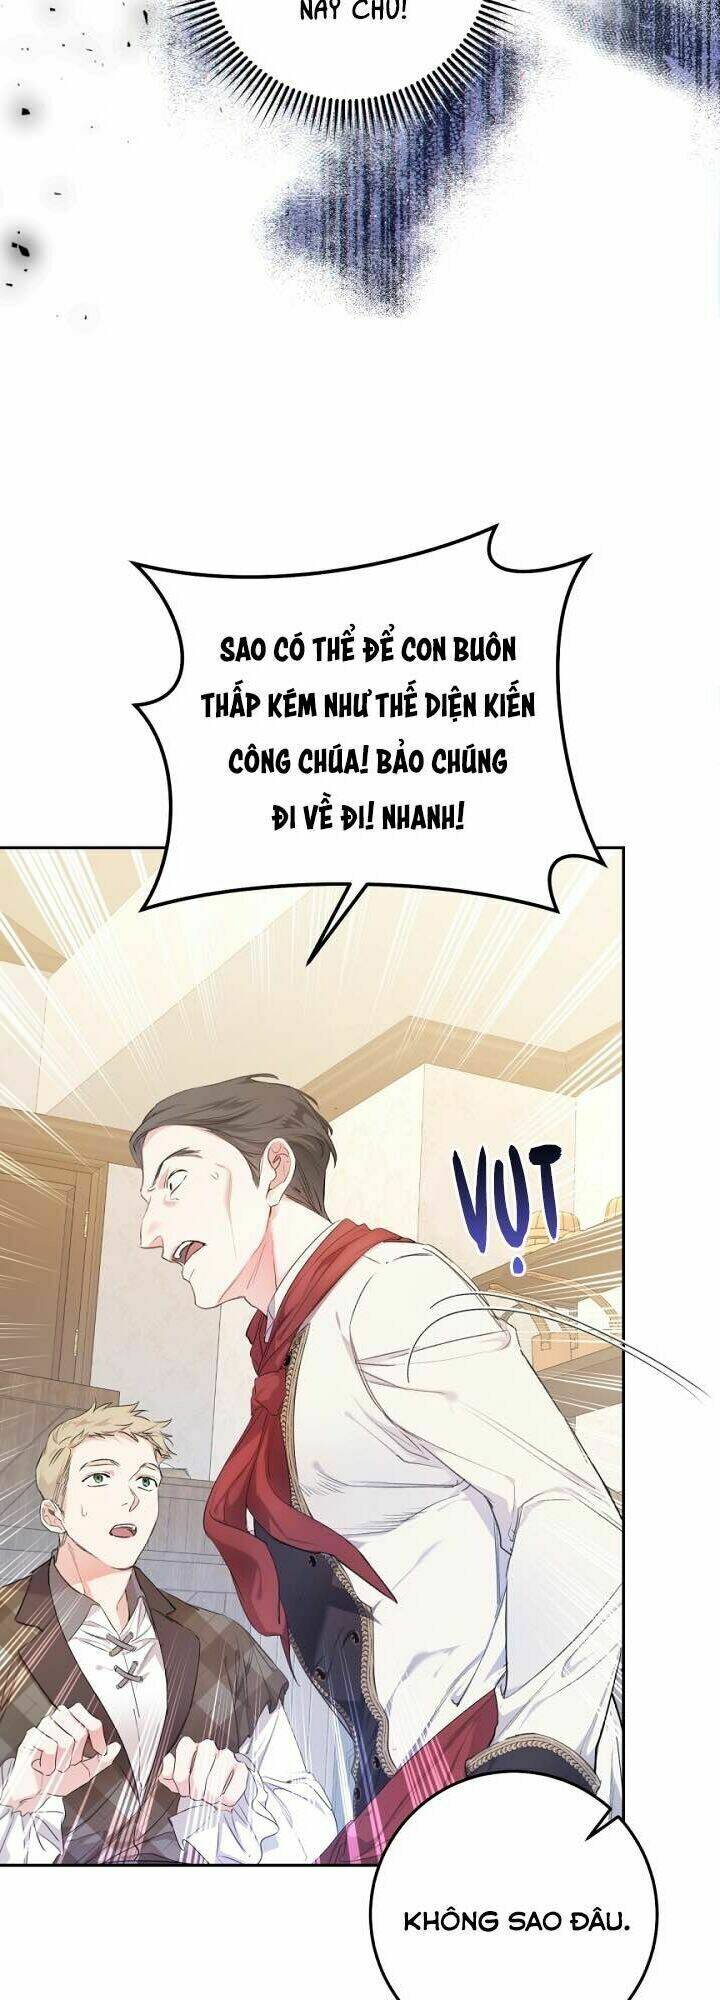 NÀY CHỨ!
SAO CÓ THỂ ĐỂ CON BUÔN
THẤP KÉM NHƯ THẾ DIỆN KIẾN
CÔNG CHÚA! BẢO CHÚNG
ĐI VỀ ĐI! NHANH!
VỤT
KHÔNG SAO ĐÂU.